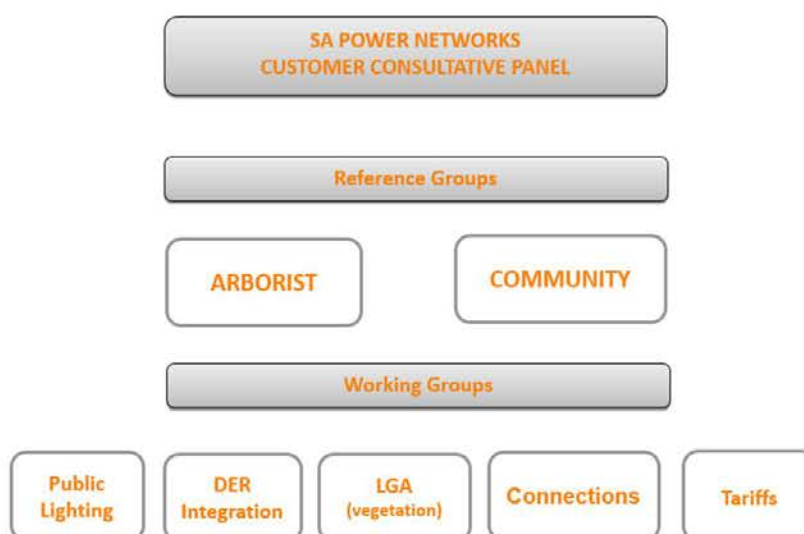 SA POWER NETWORKS
CUSTOMER CONSULTATIVE PANEL
Reference Groups
ARBORIST
COMMUNITY
Working Groups
Public
Lighting
DER
Integration
LGA
(vegetation)
Connections
Tariffs